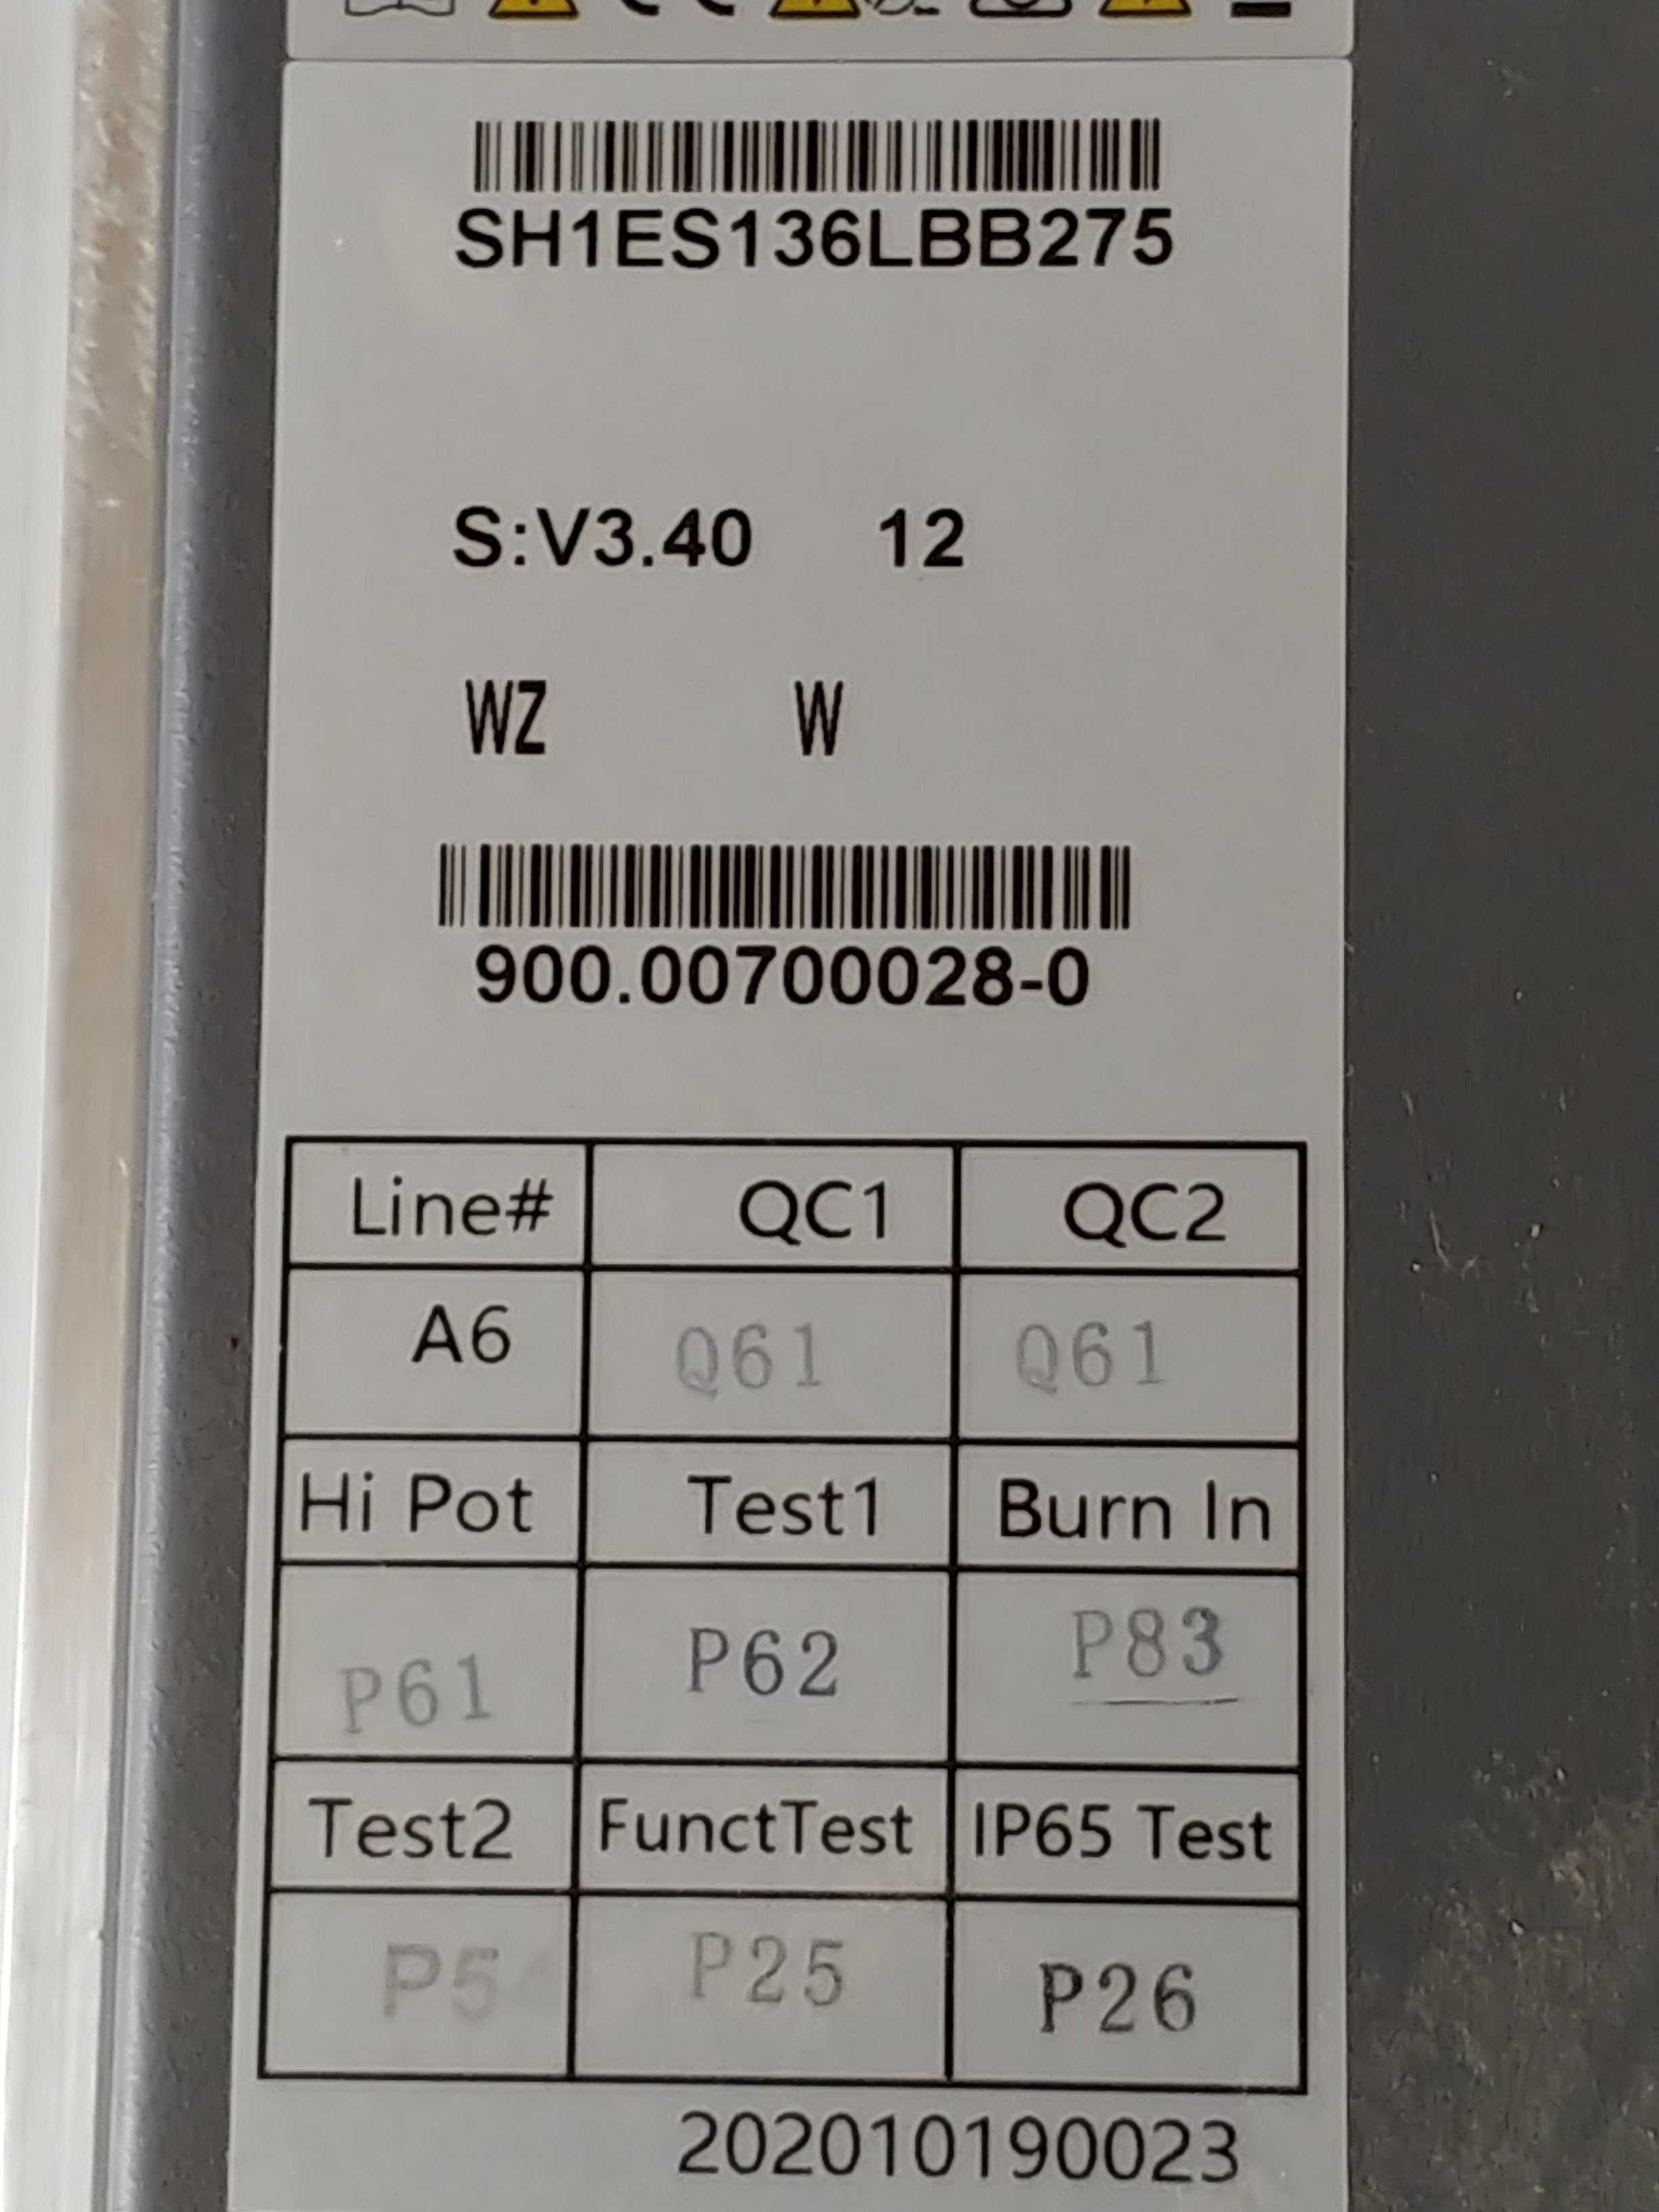 SH1ES136LBB275
S:V3.40 12
WZ W
900.00700028-0
Line# QC1 QC2
A6 Q61 Q61
Hi Pot Test1 Burn In
P61 P62 P83
Test2 FunctTest IP65 Test
P5 P25 P26
202010190023